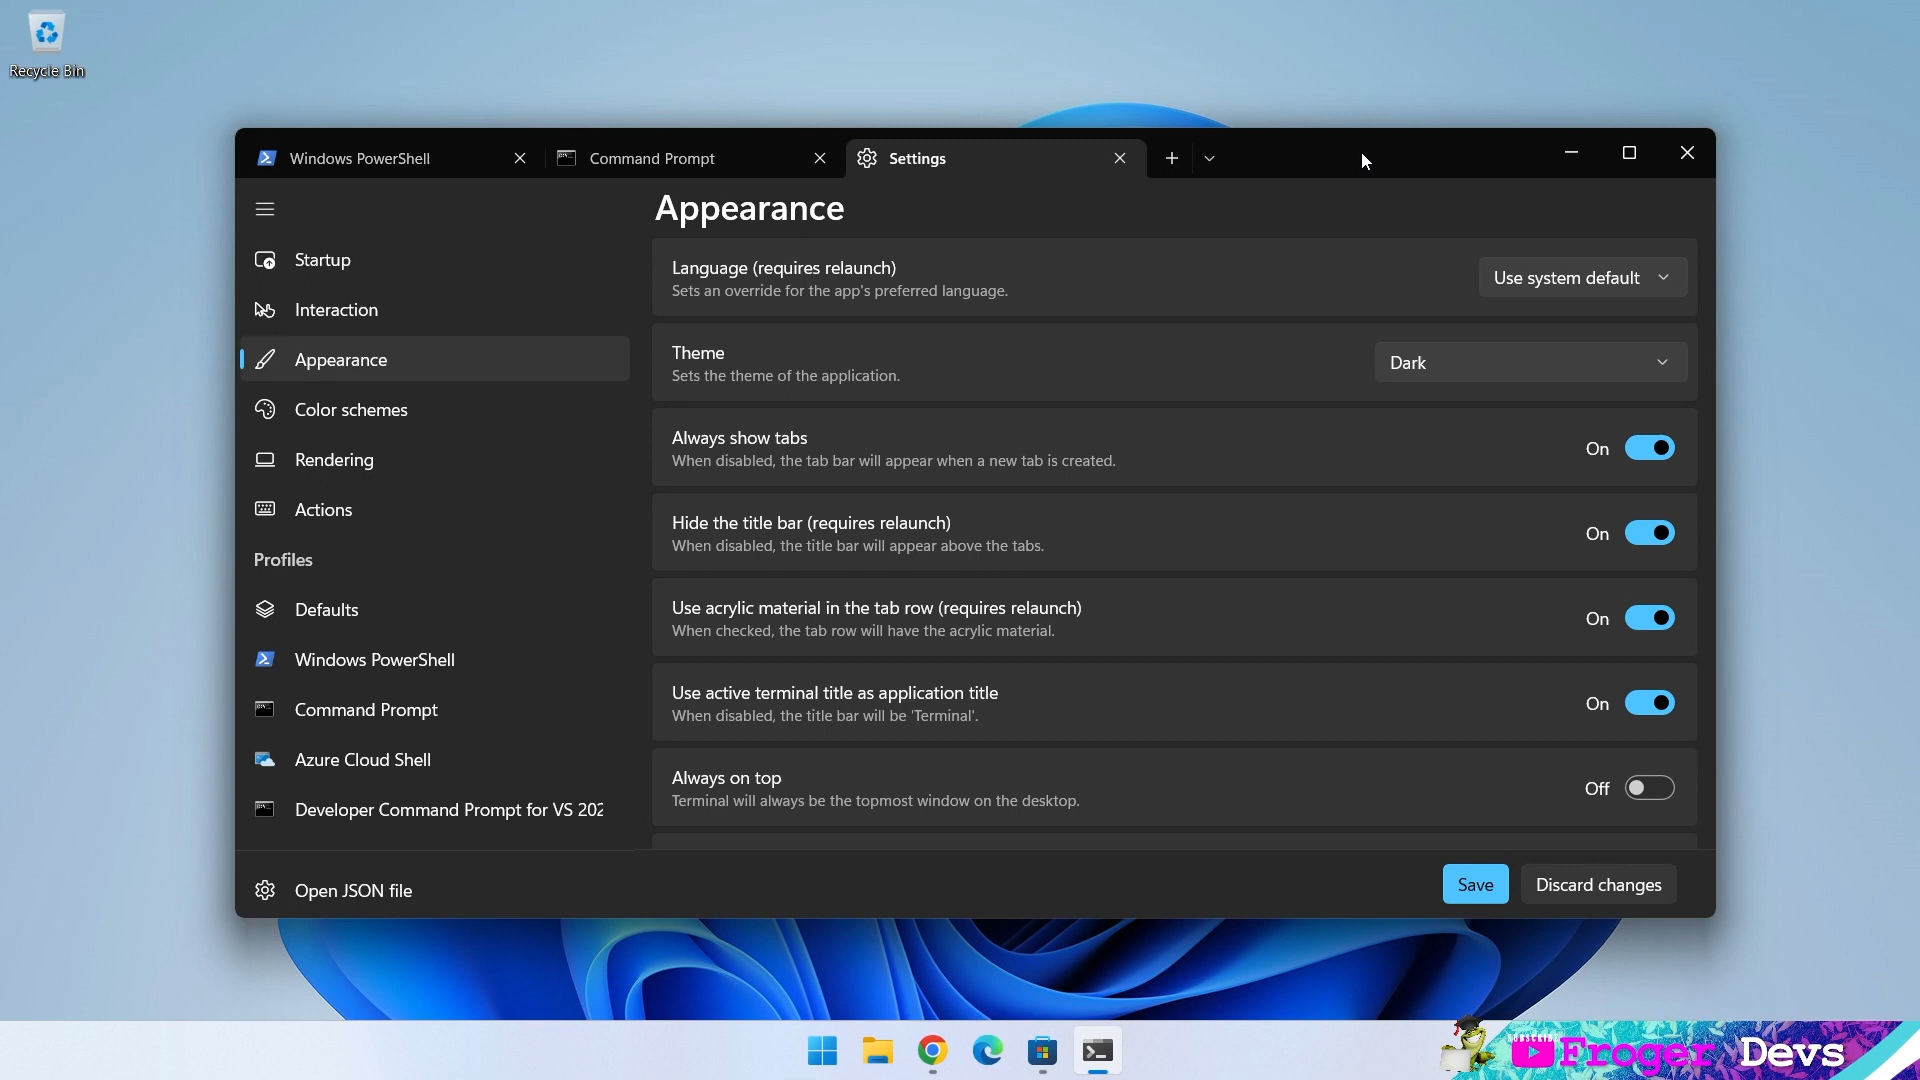 Recycle Bin
Windows PowerShell
Command Prompt
Settings
Appearance
Startup
Interaction
Appearance
Color schemes
Rendering
Actions
Profiles
Defaults
Windows PowerShell
Command Prompt
Azure Cloud Shell
Developer Command Prompt for VS 202
Open JSON file
Language (requires relaunch)
Sets an override for the app's preferred language.
Use system default
Theme
Sets the theme of the application.
Dark
Always show tabs
When disabled, the tab bar will appear when a new tab is created.
On
Hide the title bar (requires relaunch)
When disabled, the title bar will appear above the tabs.
On
Use acrylic material in the tab row (requires relaunch)
When checked, the tab row will have the acrylic material.
On
Use active terminal title as application title
When disabled, the title bar will be 'Terminal'.
On
Always on top
Terminal will always be the topmost window on the desktop.
Off
Save
Discard changes
SUBSCRIBE
Froger Devs